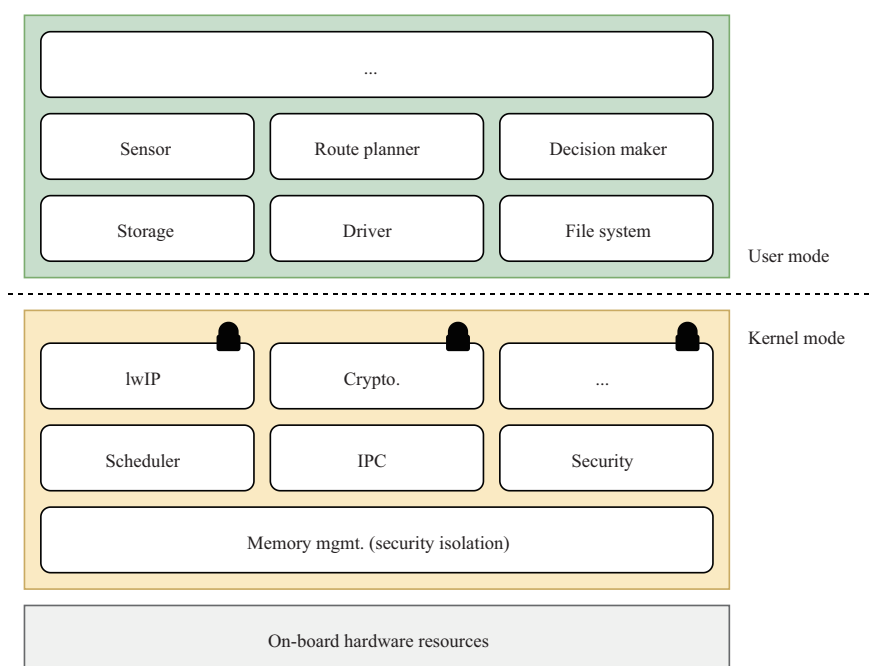 ...
Sensor
Route planner
Decision maker
Storage
Driver
File system
User mode
Kernel mode
lwIP
Crypto.
...
Scheduler
IPC
Security
Memory mgmt. (security isolation)
On-board hardware resources